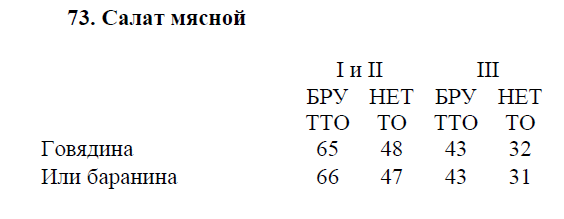 73. Салат мясной
I и II III
БРУ НЕТ БРУ НЕТ
ТТО ТО ТТО ТО
Говядина 65 48 43 32
Или баранина 66 47 43 31